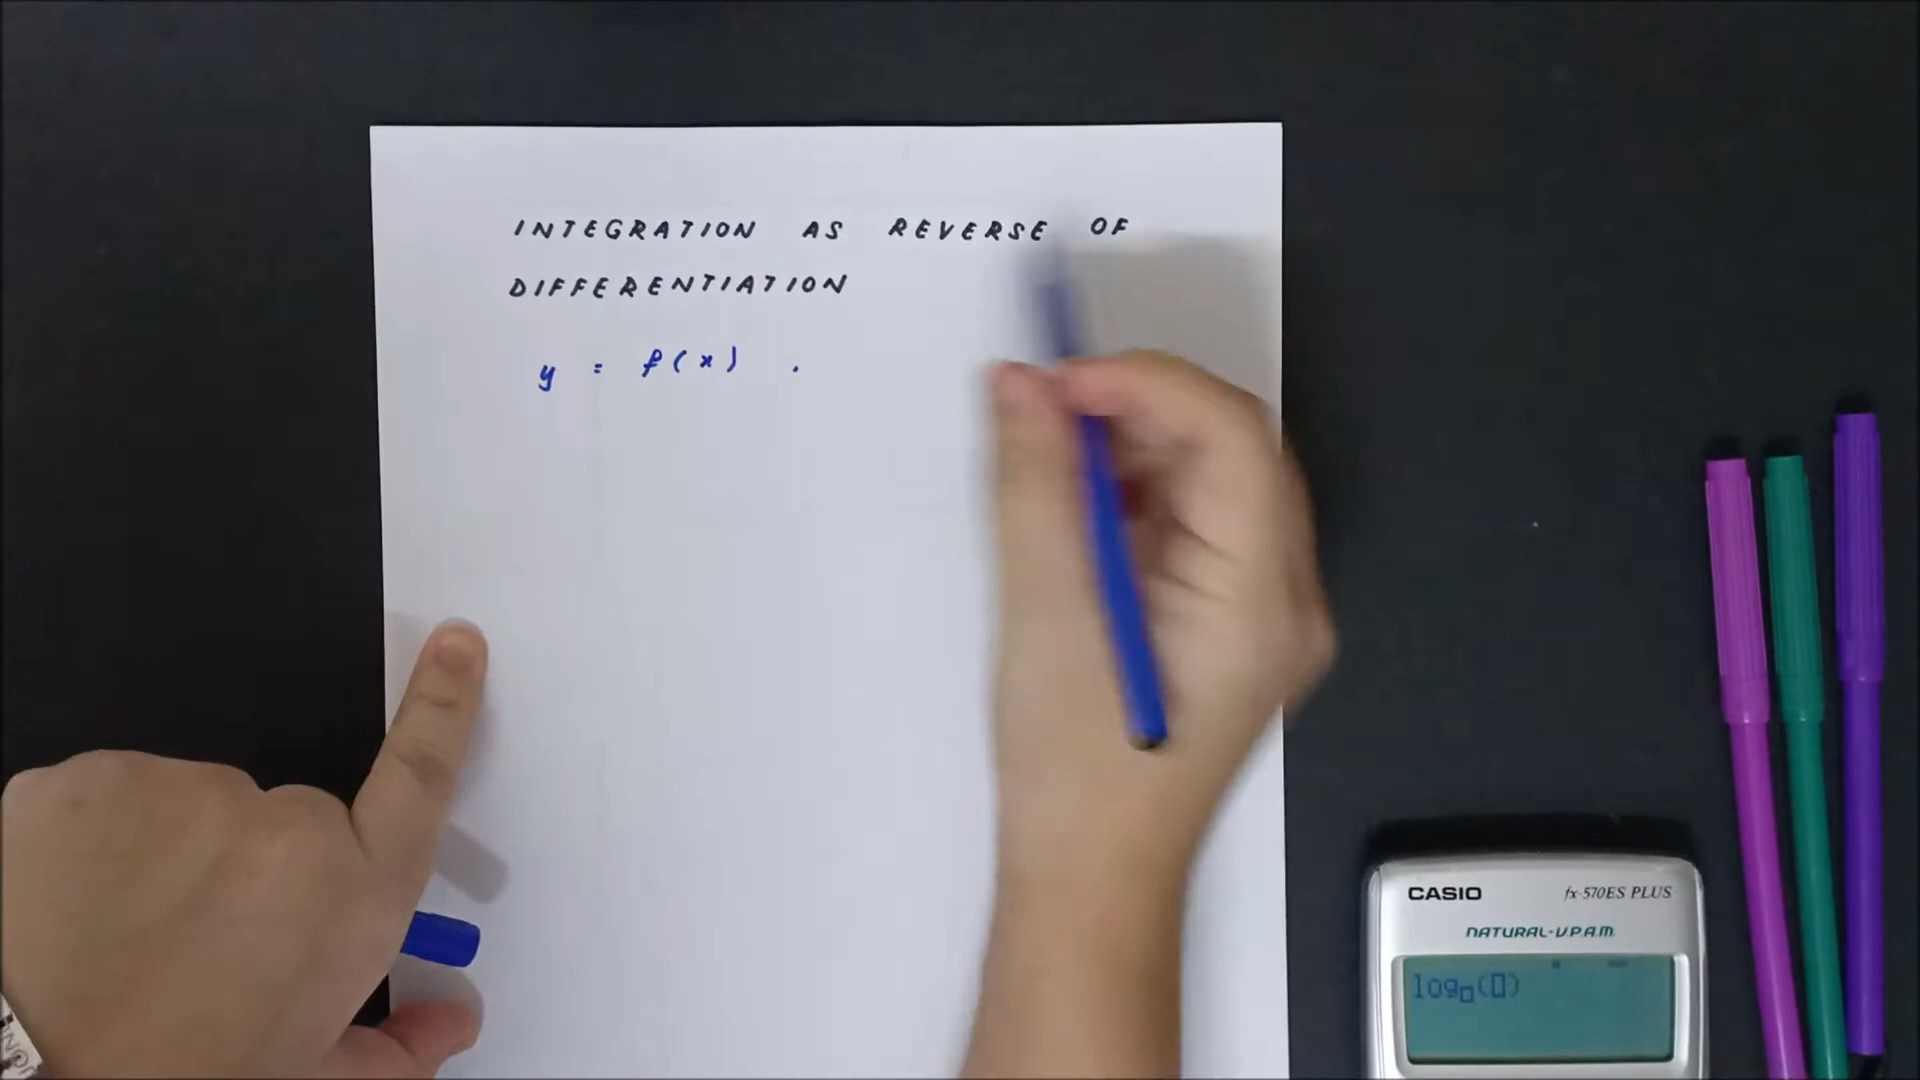 INTEGRATION AS REVERSE OF
DIFFERENTIATION
y = f(x) .
CASIO fx-570ES PLUS
NATURAL-V.P.A.M.
log▯(▯)